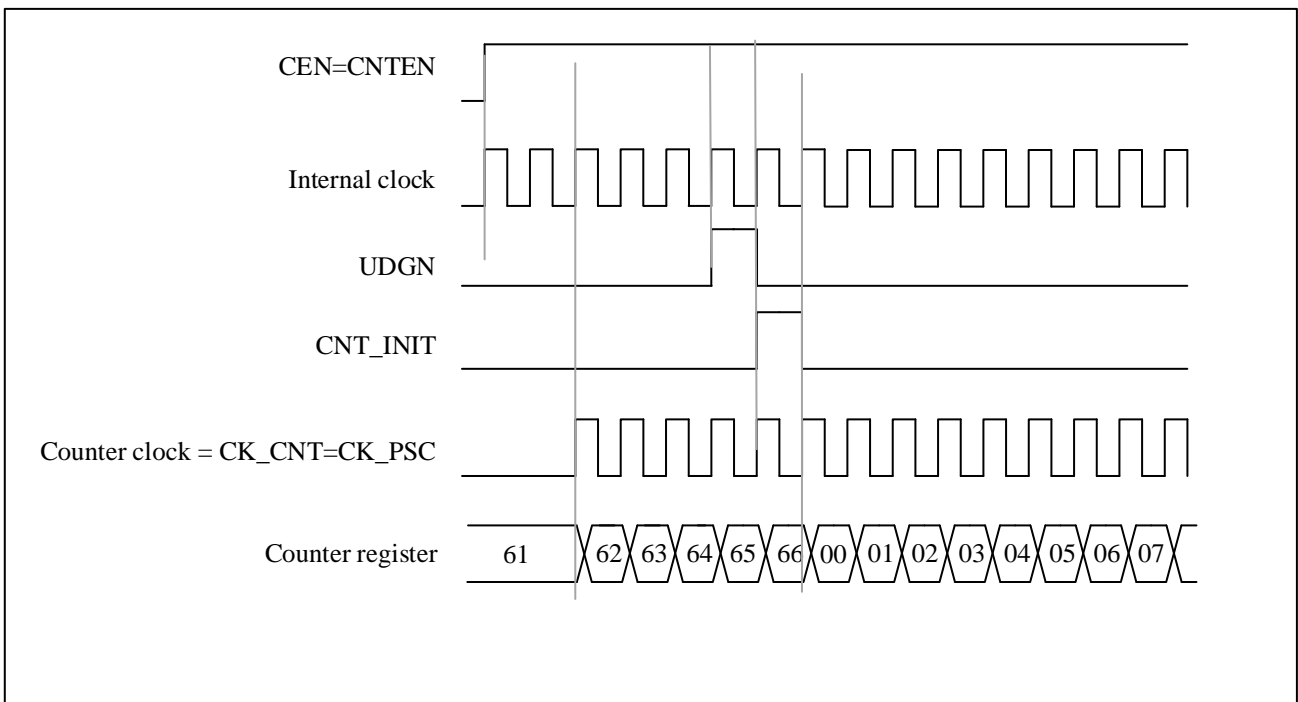 CEN=CNTEN
Internal clock
UDGN
CNT_INIT
Counter clock = CK_CNT=CK_PSC
Counter register 61 62 63 64 65 66 00 01 02 03 04 05 06 07